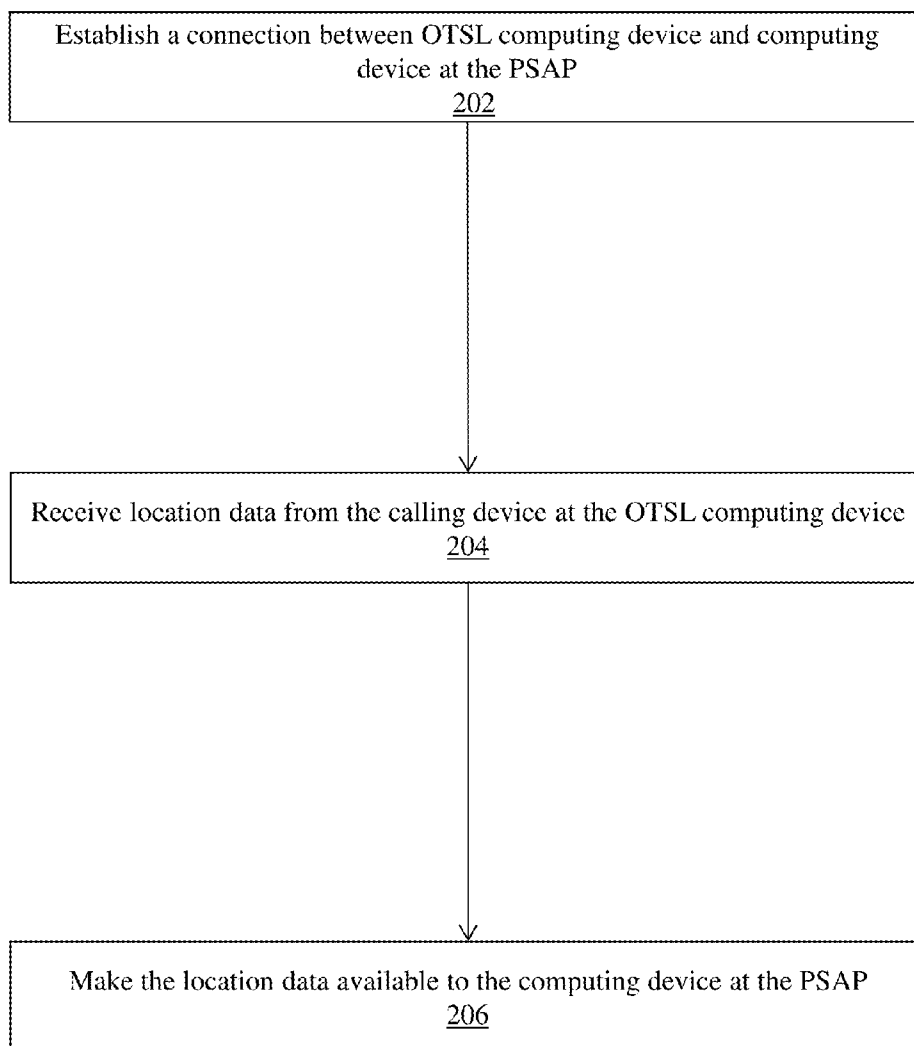 Establish a connection between OTSL computing device and computing
device at the PSAP
202
Receive location data from the calling device at the OTSL computing device
204
Make the location data available to the computing device at the PSAP
206